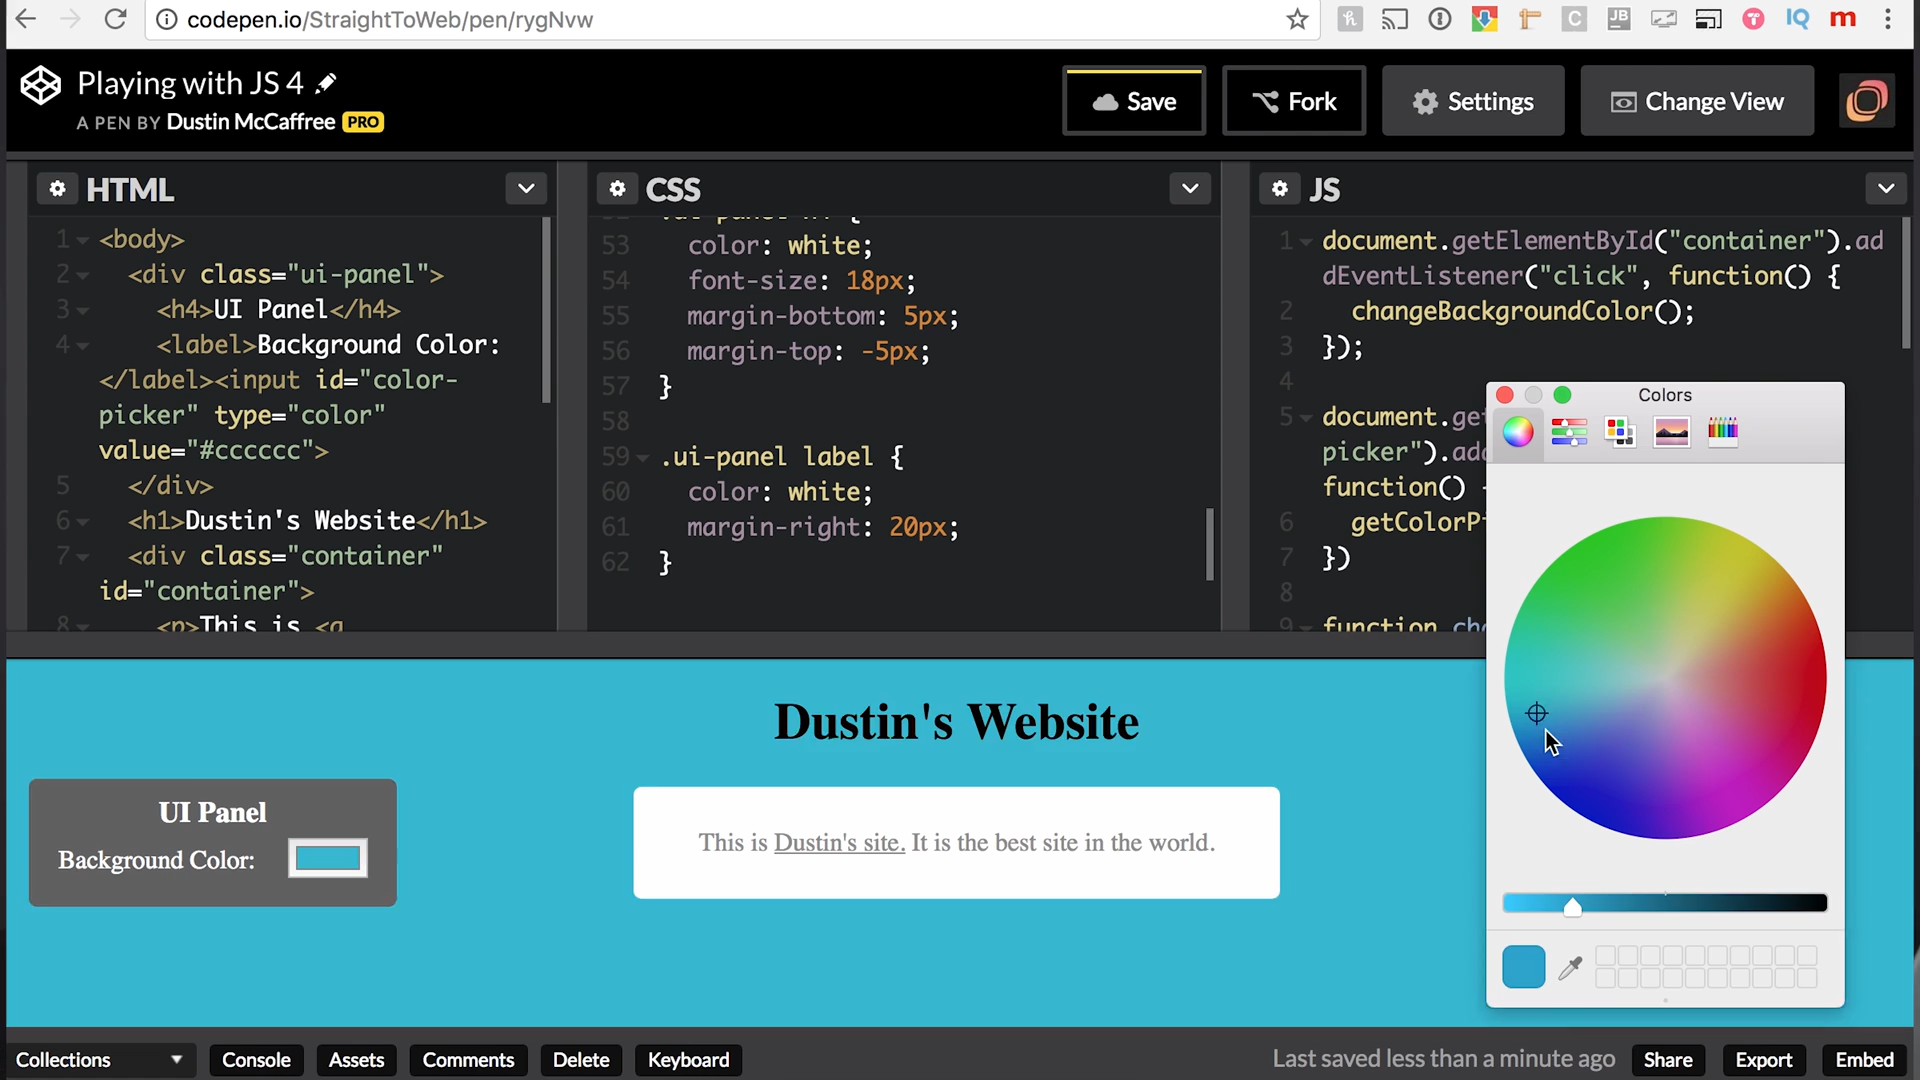 codepen.io/StraightToWeb/pen/rygNvw
Playing with JS 4
A PEN BY Dustin McCaffree PRO
Save
Fork
Settings
Change View
HTML
1 <body>
2 <div class="ui-panel">
3 <h4>UI Panel</h4>
4 <label>Background Color:
</label><input id="color-
picker" type="color"
value="#cccccc">
5 </div>
6 <h1>Dustin's Website</h1>
7 <div class="container"
id="container">
8 <p>This is <a
CSS
53 color: white;
54 font-size: 18px;
55 margin-bottom: 5px;
56 margin-top: -5px;
57 }
58
59 .ui-panel label {
60 color: white;
61 margin-right: 20px;
62 }
JS
1 document.getElementById("container").ad
dEventListener("click", function() {
2 changeBackgroundColor();
3 });
4
5 document.get
picker").add
function()
6 getColorP
7 })
8
9 function cha
Colors
Dustin's Website
UI Panel
Background Color:
This is Dustin's site. It is the best site in the world.
Collections
Console
Assets
Comments
Delete
Keyboard
Last saved less than a minute ago
Share
Export
Embed